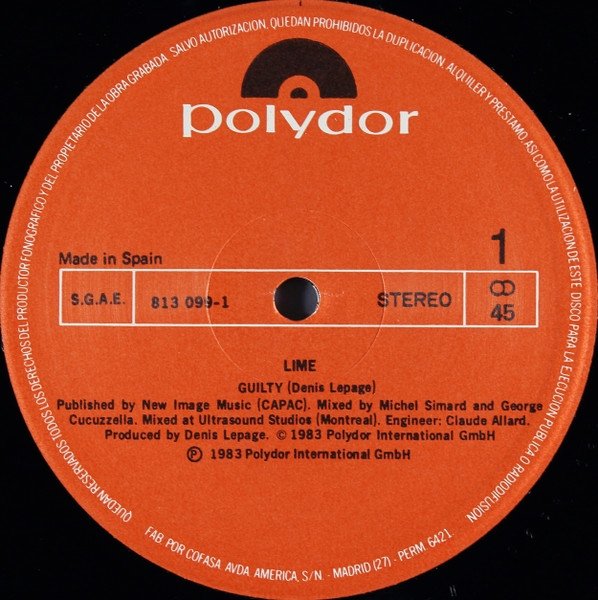 QUEDAN RESERVADOS TODOS LOS DERECHOS DEL PRODUCTOR FONOGRAFICO Y DEL PROPIETARIO DE LA OBRA GRABADA. SALVO AUTORIZACION, QUEDAN PROHIBIDOS LA DUPLICACION, ALQUILER Y PRESTAMO, ASI COMO LA UTILIZACION DE ESTE DISCO PARA LA EJECUCION PUBLICA O RADIODIFUSION
polydor
Made in Spain
1
S.G.A.E. 813 099-1 STEREO 45
LIME
GUILTY (Denis Lepage)
Published by New Image Music (CAPAC). Mixed by Michel Simard and George
Cucuzzella. Mixed at Ultrasound Studios (Montreal). Engineer: Claude Allard.
Produced by Denis Lepage. © 1983 Polydor International GmbH
℗ 1983 Polydor International GmbH
FAB. POR COFASA AVDA. AMERICA, S/N. - MADRID (27) - PERM. 6421.